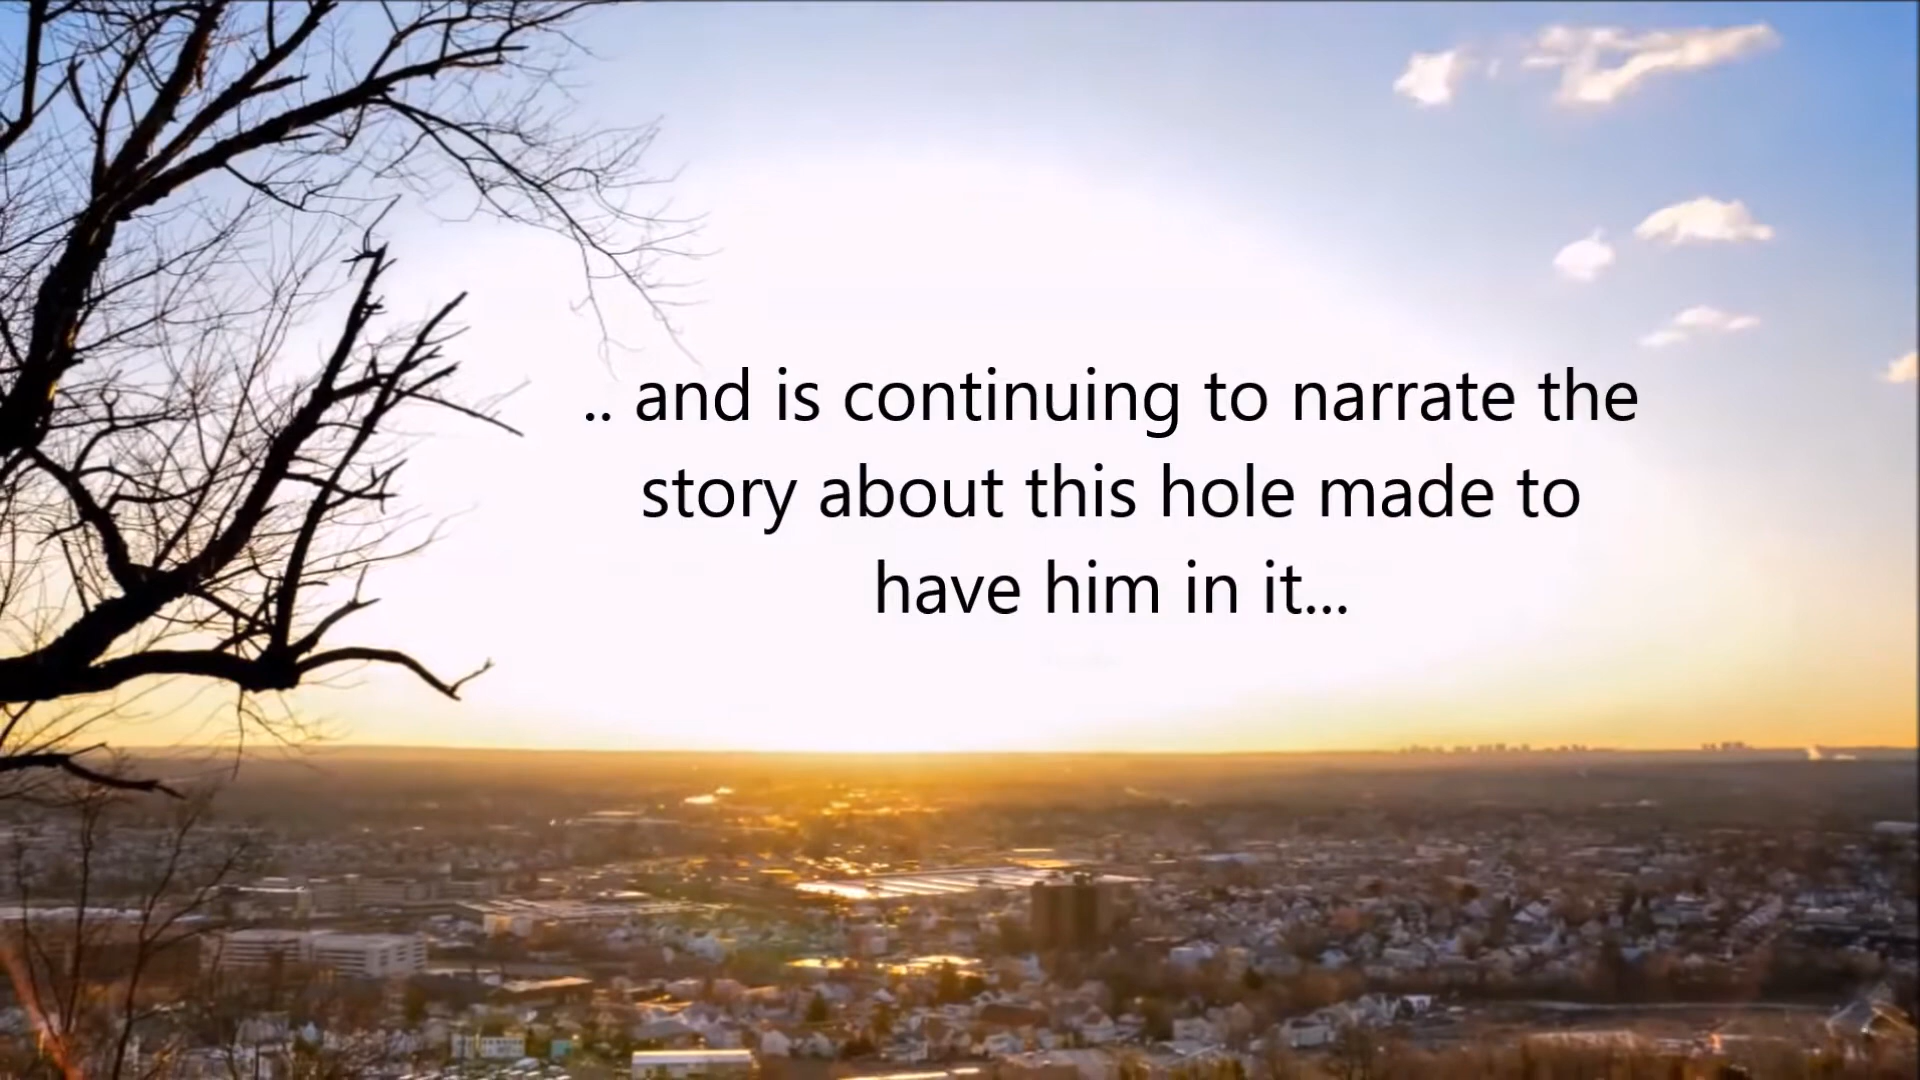 .. and is continuing to narrate the
story about this hole made to
have him in it...